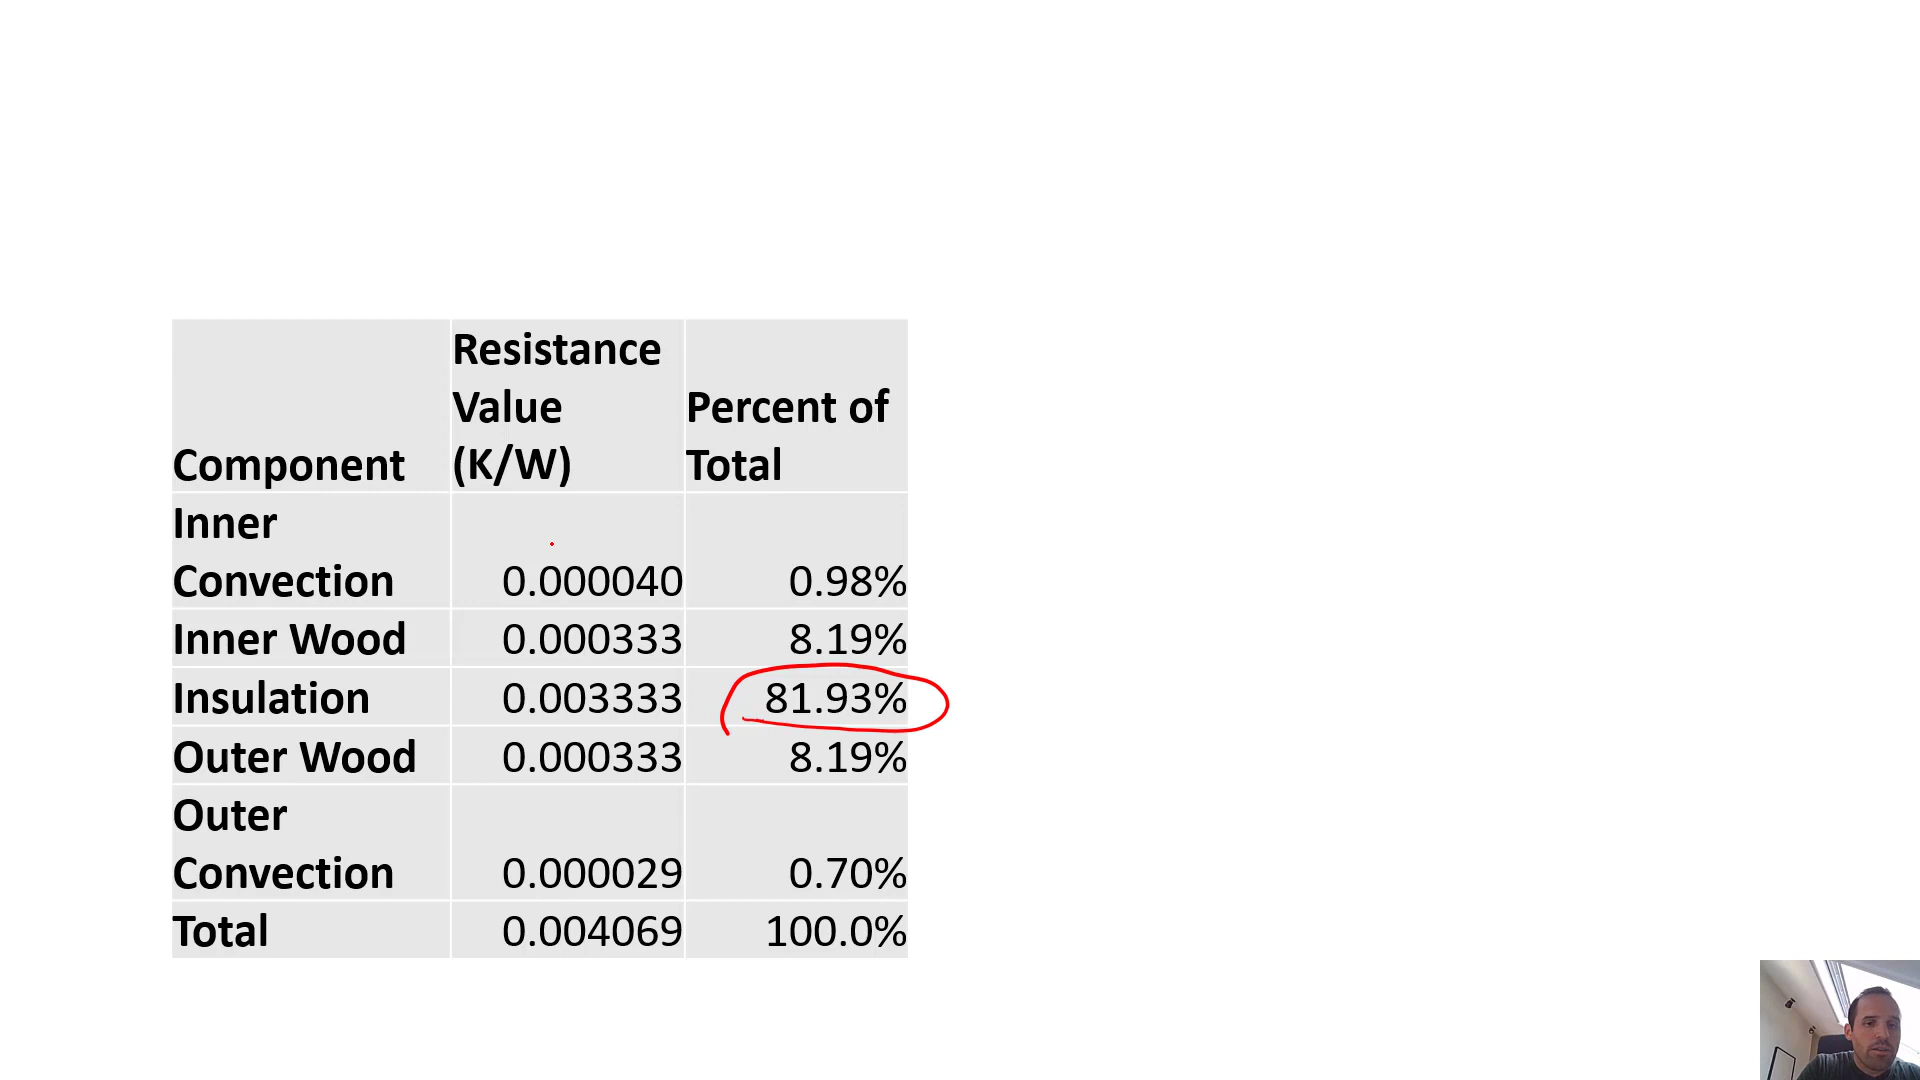 Component Resistance Value (K/W) Percent of Total
Inner Convection 0.000040 0.98%
Inner Wood 0.000333 8.19%
Insulation 0.003333 81.93%
Outer Wood 0.000333 8.19%
Outer Convection 0.000029 0.70%
Total 0.004069 100.0%